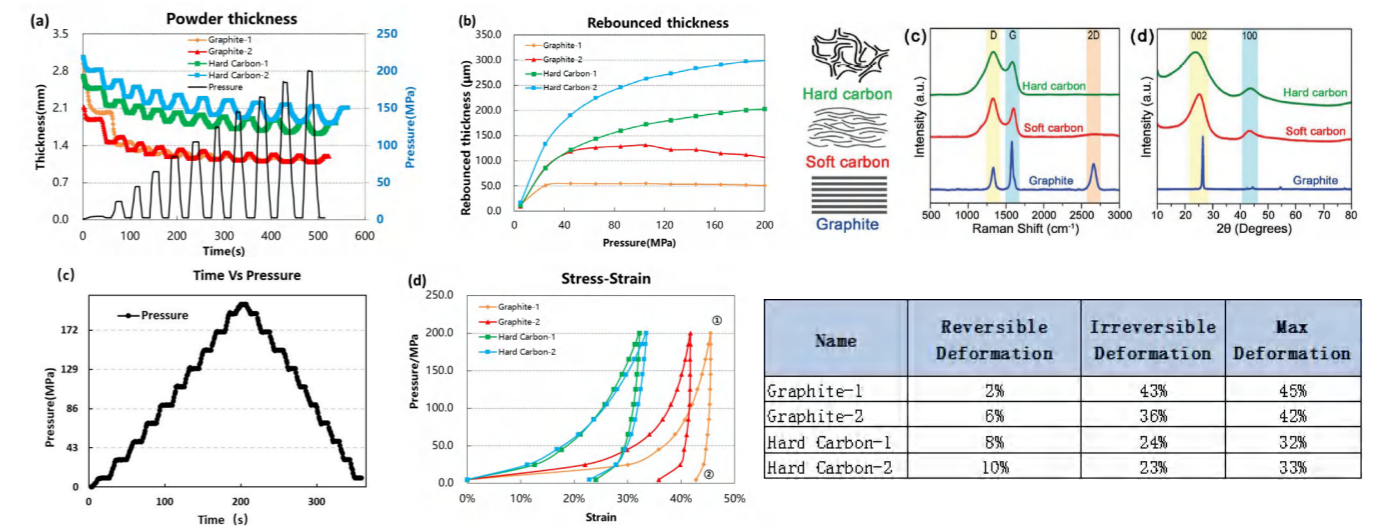 (a)
Powder thickness
Thickness(mm)
3.5
2.8
2.1
1.4
0.7
0.0
Graphite-1
Graphite-2
Hard Carbon-1
Hard Carbon-2
Pressure
250
200
150
100
50
0
Pressure(MPa)
0 100 200 300 400 500 600
Time(s)
(b)
Rebounced thickness
Rebounced thickness (μm)
350.0
300.0
250.0
200.0
150.0
100.0
50.0
0.0
Graphite-1
Graphite-2
Hard Carbon-1
Hard Carbon-2
0 40 80 120 160 200
Pressure(MPa)
Hard carbon
Soft carbon
Graphite
(c)
D G 2D
Intensity (a.u.)
Hard carbon
Soft carbon
Graphite
500 1000 1500 2000 2500 3000
Raman Shift (cm-1)
(d)
002 100
Intensity (a.u.)
Hard carbon
Soft carbon
Graphite
10 20 30 40 50 60 70 80
2θ (Degrees)
(c)
Time Vs Pressure
Pressure(MPa)
172
129
86
43
0
Pressure
0 100 200 300
Time (s)
(d)
Stress-Strain
Pressure/MPa
250.0
200.0
150.0
100.0
50.0
0.0
Graphite-1
Graphite-2
Hard Carbon-1
Hard Carbon-2
①
②
0% 10% 20% 30% 40% 50%
Strain
Name Reversible Deformation Irreversible Deformation Max Deformation
Graphite-1 2% 43% 45%
Graphite-2 6% 36% 42%
Hard Carbon-1 8% 24% 32%
Hard Carbon-2 10% 23% 33%